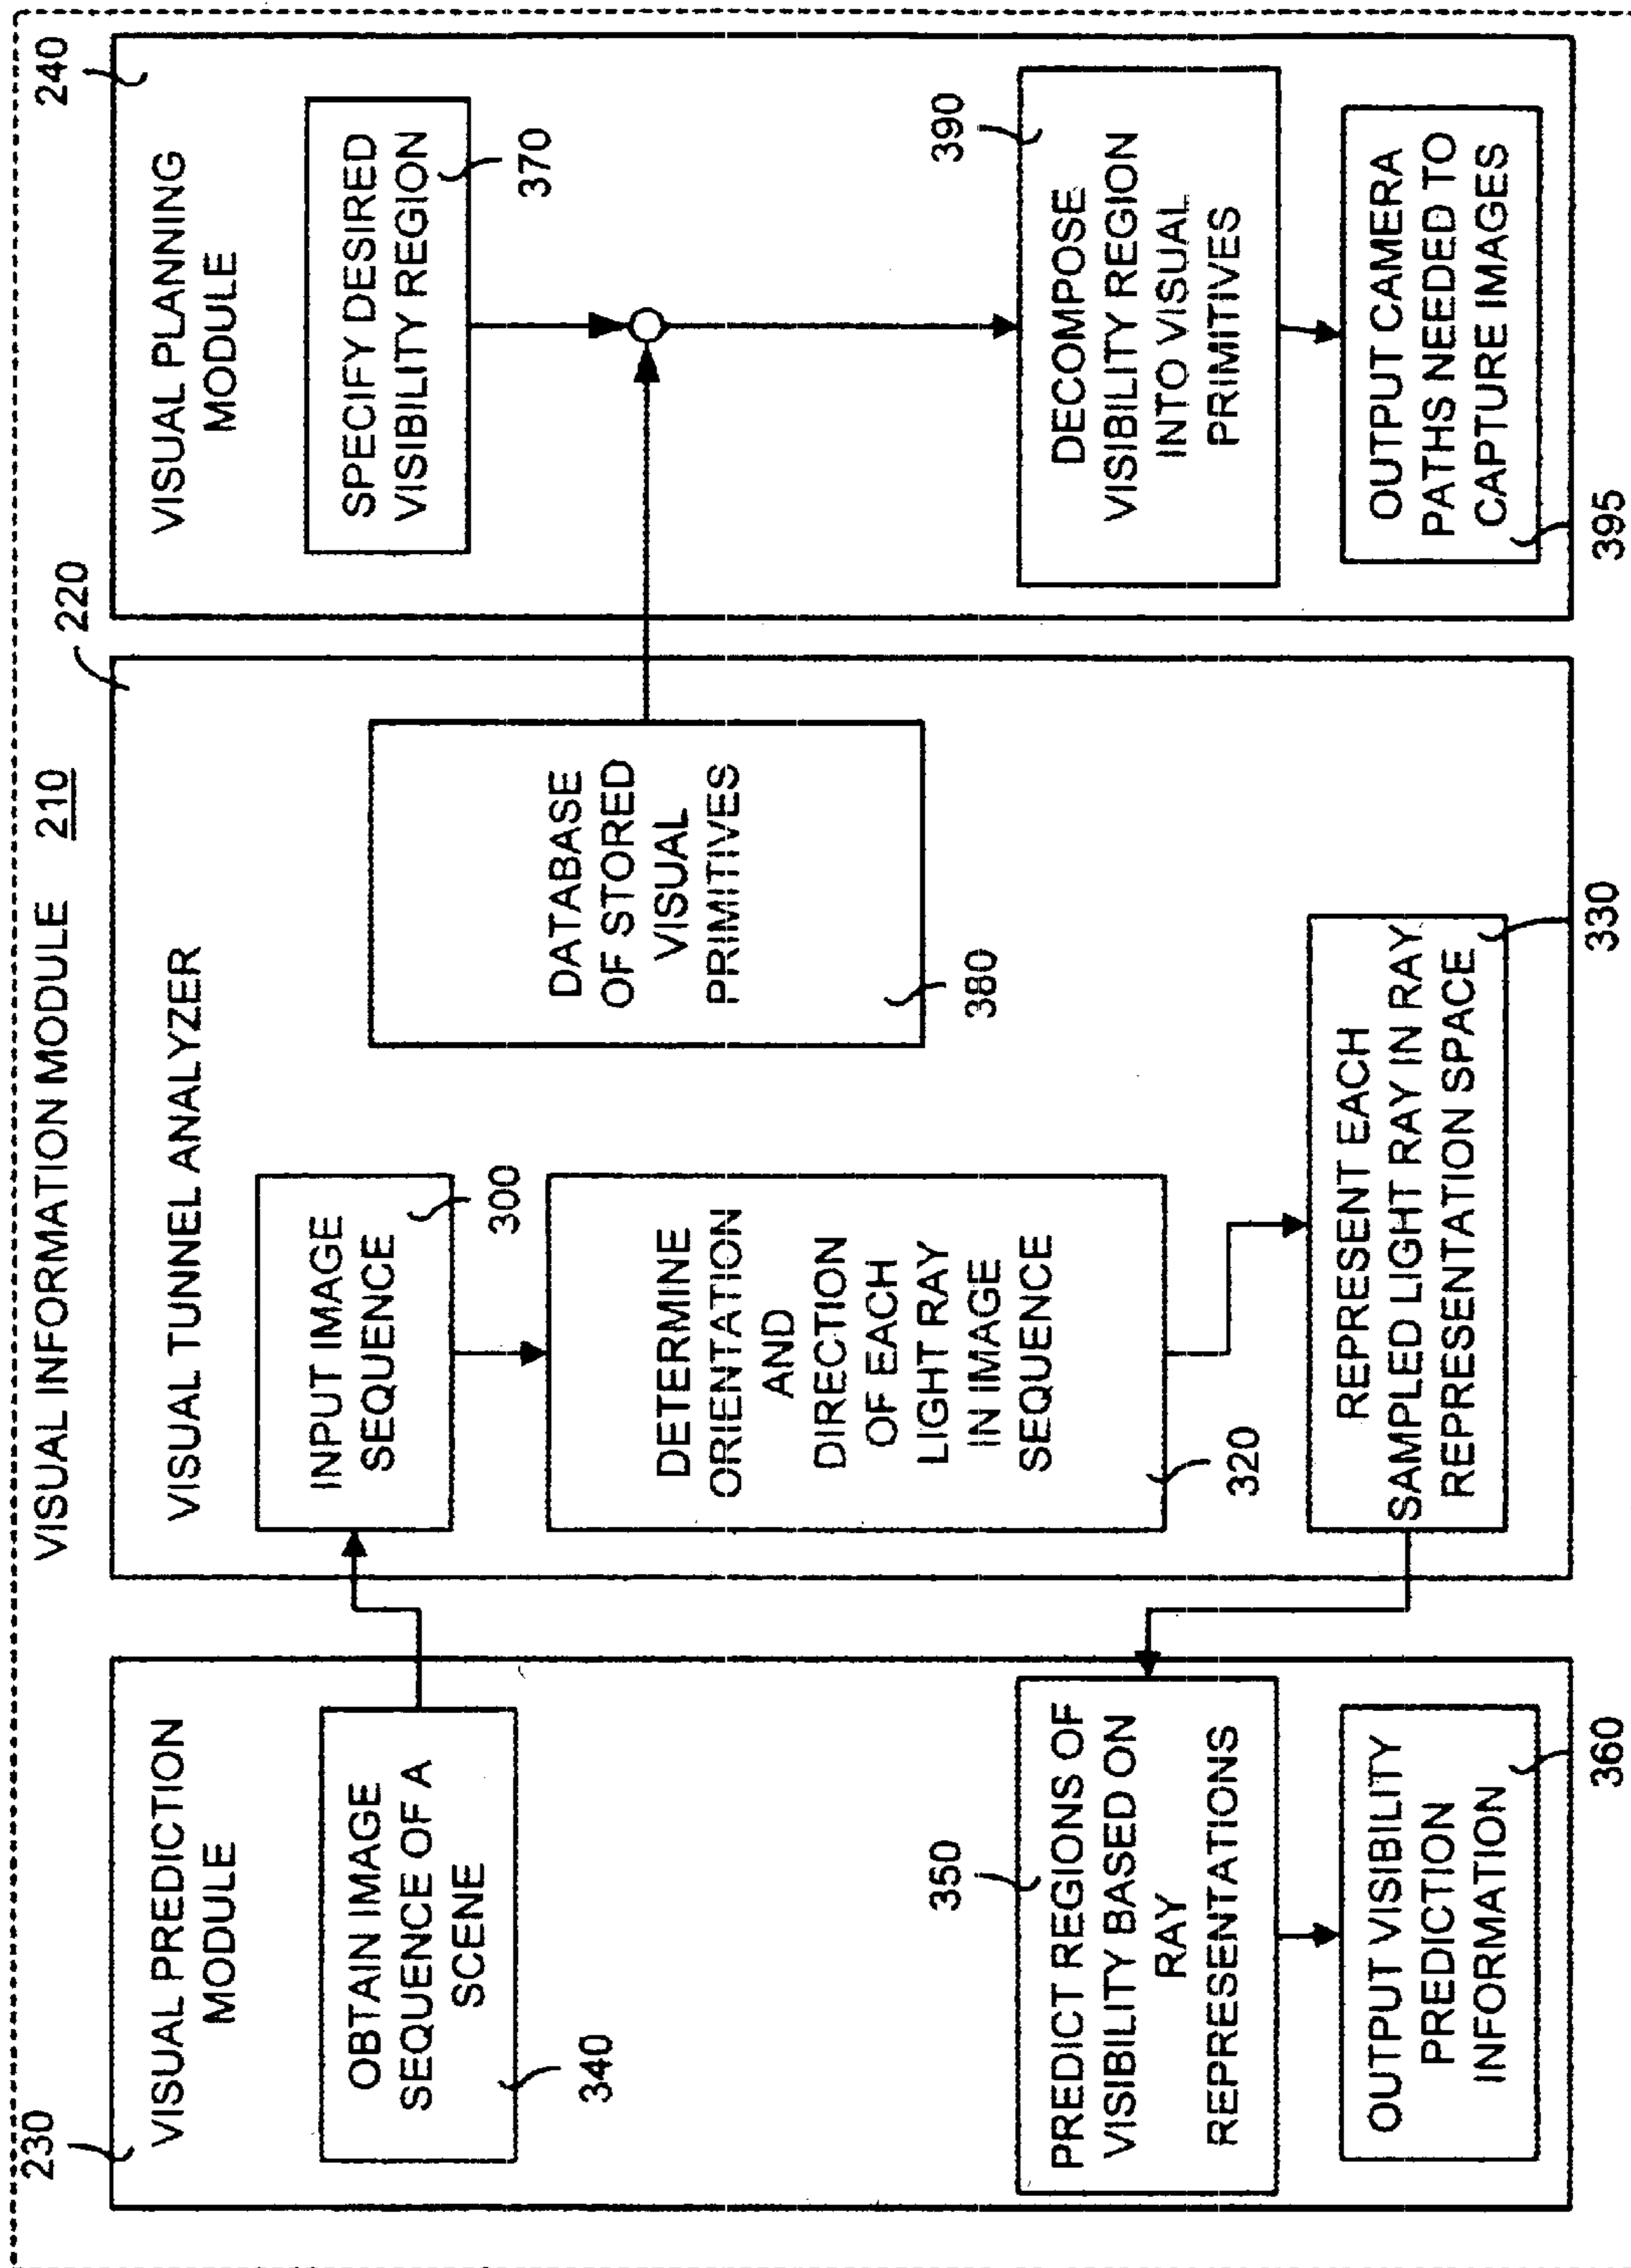 VISUAL INFORMATION MODULE 210
230
VISUAL PREDICTION
MODULE
OBTAIN IMAGE
SEQUENCE OF A
SCENE
340
350
PREDICT REGIONS OF
VISIBILITY BASED ON
RAY
REPRESENTATIONS
OUTPUT VISIBILITY
PREDICTION
INFORMATION
360
220
VISUAL TUNNEL ANALYZER
INPUT IMAGE
SEQUENCE
300
DETERMINE
ORIENTATION
AND
DIRECTION
OF EACH
LIGHT RAY
IN IMAGE
SEQUENCE
320
DATABASE
OF STORED
VISUAL
PRIMITIVES
380
REPRESENT EACH
SAMPLED LIGHT RAY IN RAY
REPRESENTATION SPACE
330
240
VISUAL PLANNING
MODULE
SPECIFY DESIRED
VISIBILITY REGION
370
390
DECOMPOSE
VISIBILITY REGION
INTO VISUAL
PRIMITIVES
OUTPUT CAMERA
PATHS NEEDED TO
CAPTURE IMAGES
395